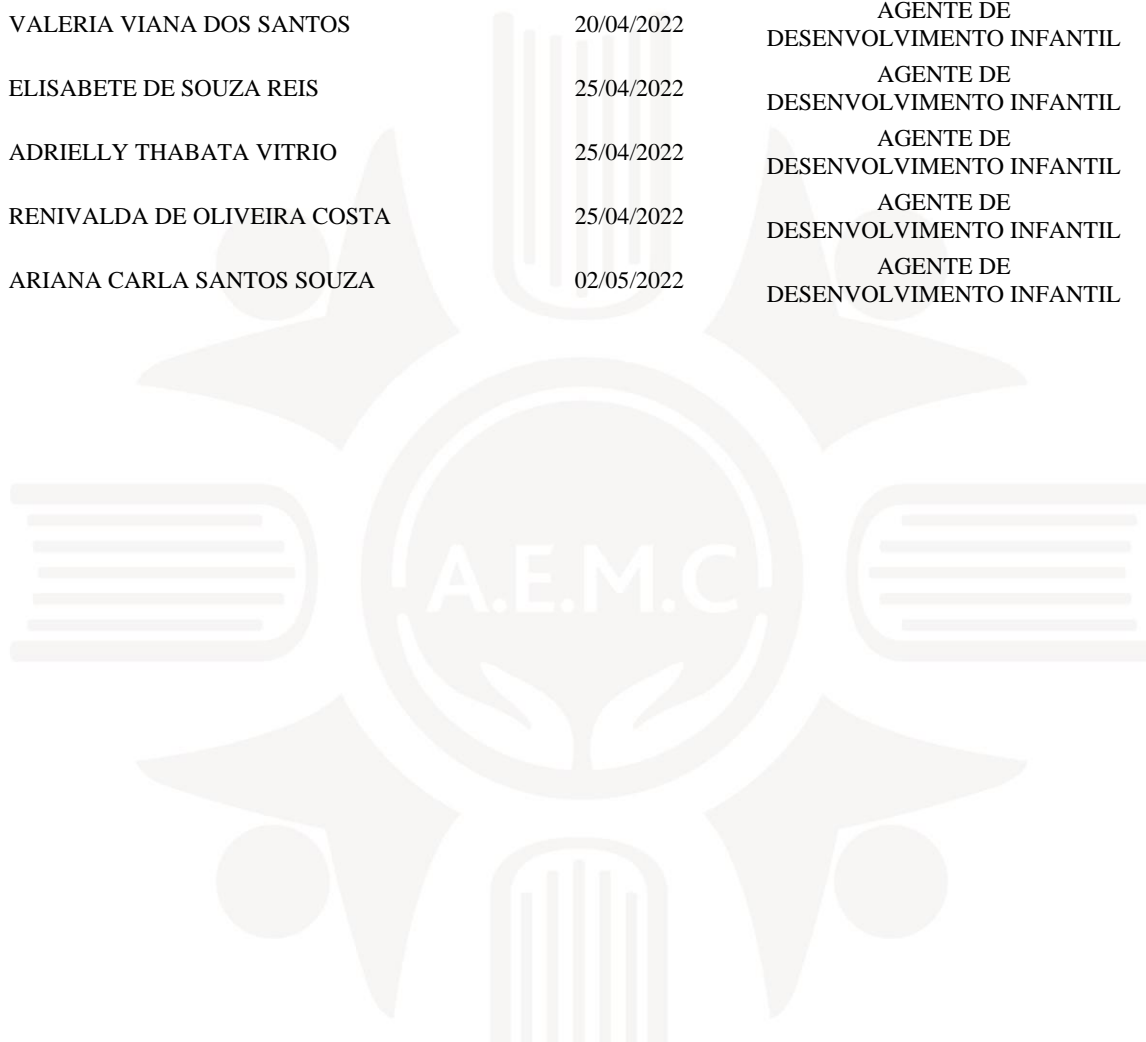 VALERIA VIANA DOS SANTOS 20/04/2022 AGENTE DE
DESENVOLVIMENTO INFANTIL
ELISABETE DE SOUZA REIS 25/04/2022 AGENTE DE
DESENVOLVIMENTO INFANTIL
ADRIELLY THABATA VITRIO 25/04/2022 AGENTE DE
DESENVOLVIMENTO INFANTIL
RENIVALDA DE OLIVEIRA COSTA 25/04/2022 AGENTE DE
DESENVOLVIMENTO INFANTIL
ARIANA CARLA SANTOS SOUZA 02/05/2022 AGENTE DE
DESENVOLVIMENTO INFANTIL
A.E.M.C